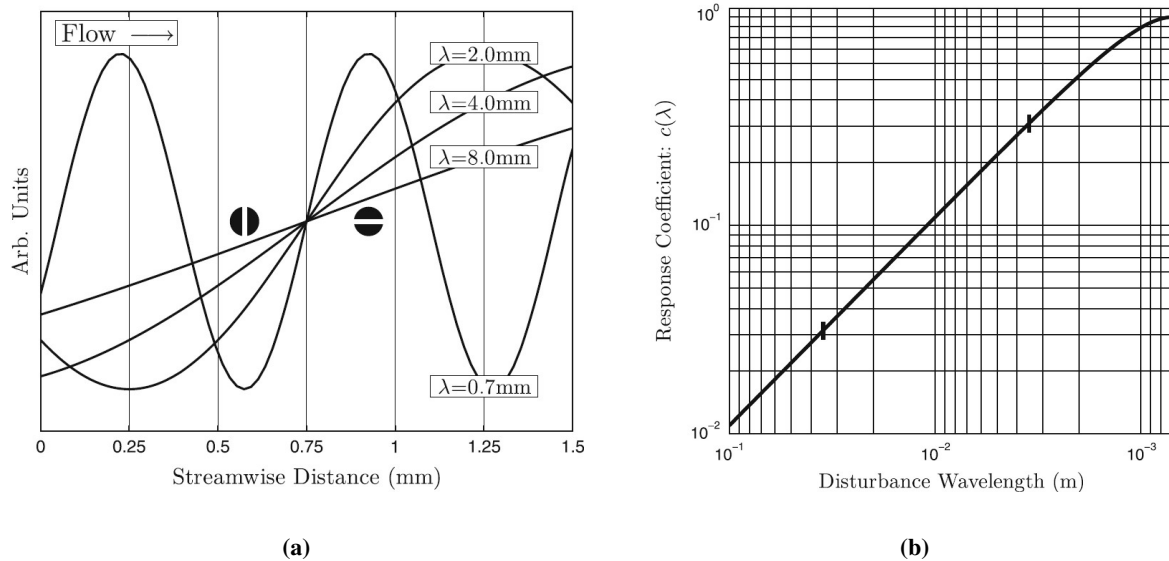 Flow ⟶
λ=2.0mm
λ=4.0mm
λ=8.0mm
λ=0.7mm
Arb. Units
0 0.25 0.5 0.75 1 1.25 1.5
Streamwise Distance (mm)
(a)
10⁰
10⁻¹
10⁻²
Response Coefficient: c(λ)
10⁻¹ 10⁻² 10⁻³
Disturbance Wavelength (m)
(b)